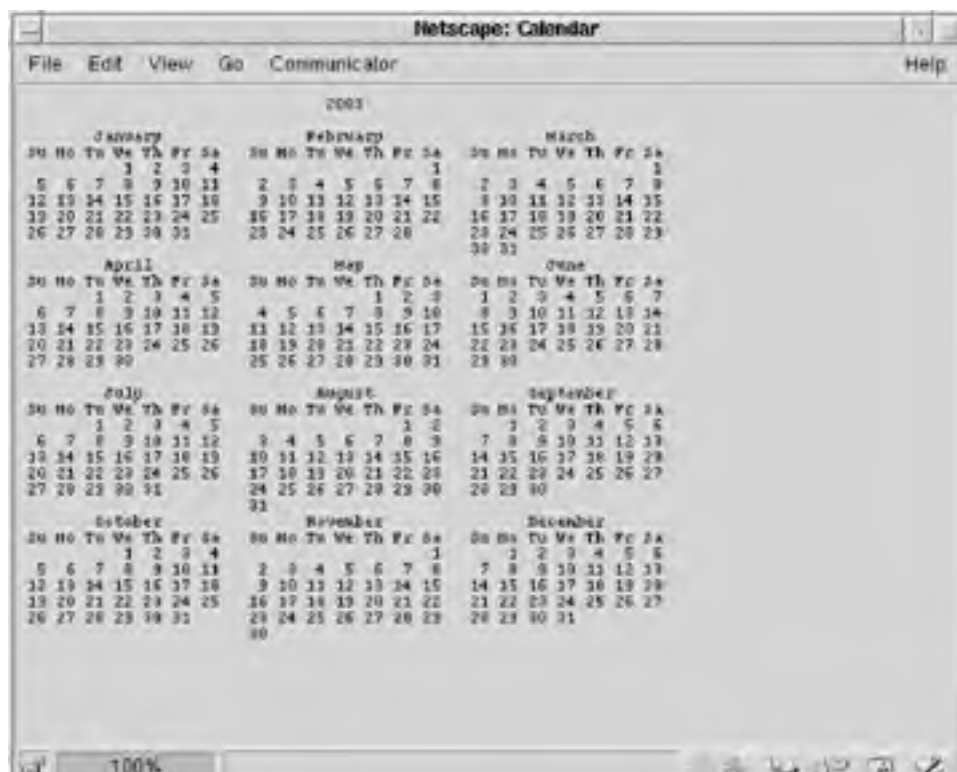 Netscape: Calendar
File Edit View Go Communicator Help
2003
January February March
Su Mo Tu We Th Fr Sa Su Mo Tu We Th Fr Sa Su Mo Tu We Th Fr Sa
1 2 3 4 1 1
5 6 7 8 9 10 11 2 3 4 5 6 7 8 2 3 4 5 6 7 8
12 13 14 15 16 17 18 9 10 11 12 13 14 15 9 10 11 12 13 14 15
19 20 21 22 23 24 25 16 17 18 19 20 21 22 16 17 18 19 20 21 22
26 27 28 29 30 31 23 24 25 26 27 28 23 24 25 26 27 28 29
30 31
April May June
Su Mo Tu We Th Fr Sa Su Mo Tu We Th Fr Sa Su Mo Tu We Th Fr Sa
1 2 3 4 5 1 2 3 1 2 3 4 5 6 7
6 7 8 9 10 11 12 4 5 6 7 8 9 10 8 9 10 11 12 13 14
13 14 15 16 17 18 19 11 12 13 14 15 16 17 15 16 17 18 19 20 21
20 21 22 23 24 25 26 18 19 20 21 22 23 24 22 23 24 25 26 27 28
27 28 29 30 25 26 27 28 29 30 31 29 30
July August September
Su Mo Tu We Th Fr Sa Su Mo Tu We Th Fr Sa Su Mo Tu We Th Fr Sa
1 2 3 4 5 1 2 1 2 3 4 5 6
6 7 8 9 10 11 12 3 4 5 6 7 8 9 7 8 9 10 11 12 13
13 14 15 16 17 18 19 10 11 12 13 14 15 16 14 15 16 17 18 19 20
20 21 22 23 24 25 26 17 18 19 20 21 22 23 21 22 23 24 25 26 27
27 28 29 30 31 24 25 26 27 28 29 30 28 29 30
31
October November December
Su Mo Tu We Th Fr Sa Su Mo Tu We Th Fr Sa Su Mo Tu We Th Fr Sa
1 2 3 4 1 1 2 3 4 5 6
5 6 7 8 9 10 11 2 3 4 5 6 7 8 7 8 9 10 11 12 13
12 13 14 15 16 17 18 9 10 11 12 13 14 15 14 15 16 17 18 19 20
19 20 21 22 23 24 25 16 17 18 19 20 21 22 21 22 23 24 25 26 27
26 27 28 29 30 31 23 24 25 26 27 28 29 28 29 30 31
30
100%